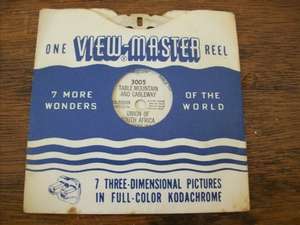 ONE VIEW-MASTER REEL
7 MORE WONDERS OF THE WORLD
3005
TABLE MOUNTAIN
AND CABLEWAY
UNION OF
SOUTH AFRICA
7 THREE-DIMENSIONAL PICTURES
IN FULL-COLOR KODACHROME